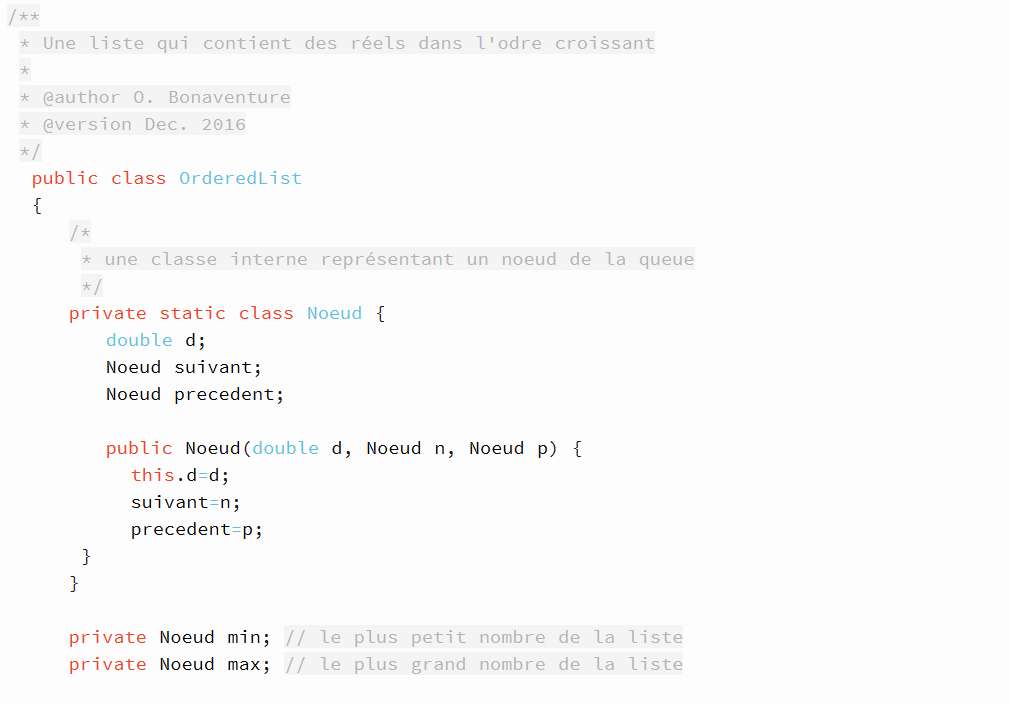 /**
* Une liste qui contient des réels dans l'odre croissant
*
* @author O. Bonaventure
* @version Dec. 2016
*/
public class OrderedList
{
/*
* une classe interne représentant un noeud de la queue
*/
private static class Noeud {
double d;
Noeud suivant;
Noeud precedent;
public Noeud(double d, Noeud n, Noeud p) {
this.d=d;
suivant=n;
precedent=p;
}
}
private Noeud min; // le plus petit nombre de la liste
private Noeud max; // le plus grand nombre de la liste